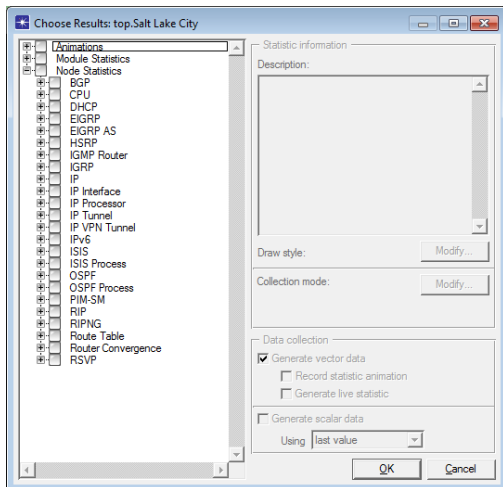 Choose Results: top.Salt Lake City
Animations
Module Statistics
Node Statistics
BGP
CPU
DHCP
EIGRP
EIGRP AS
HSRP
IGMP Router
IGRP
IP
IP Interface
IP Processor
IP Tunnel
IP VPN Tunnel
IPv6
ISIS
ISIS Process
OSPF
OSPF Process
PIM-SM
RIP
RIPNG
Route Table
Router Convergence
RSVP
Statistic information
Description:
Draw style:
Modify...
Collection mode:
Modify...
Data collection
Generate vector data
Record statistic animation
Generate live statistic
Generate scalar data
Using last value
OK
Cancel